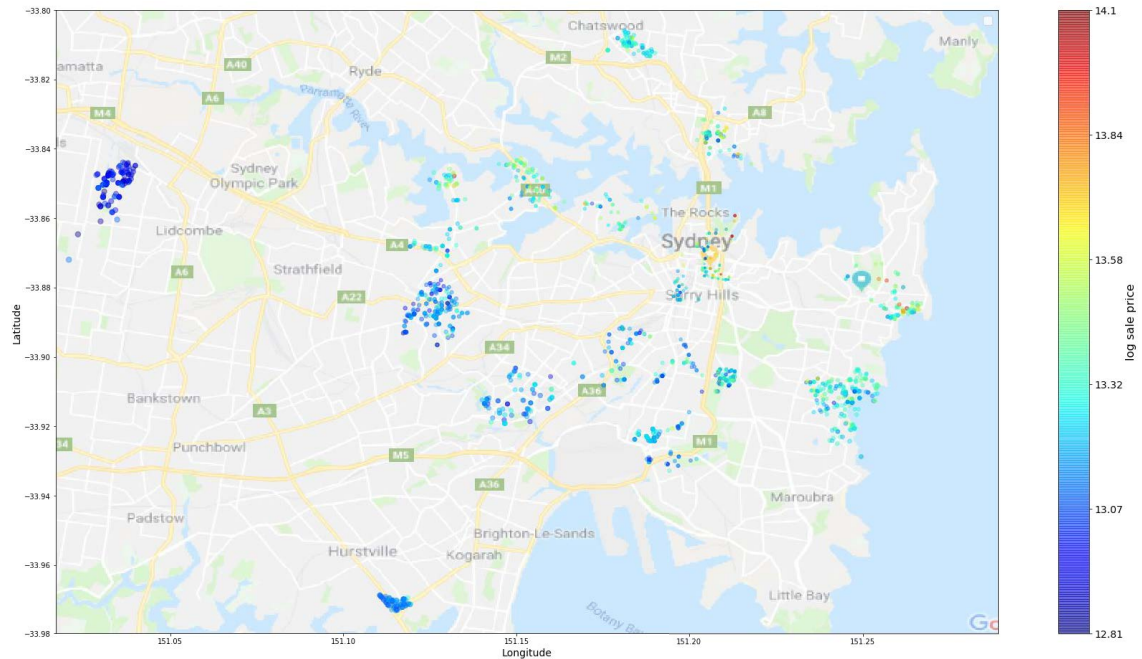 −33.80
14.1
Chatswood
Manly
M2
amatta
A40
Ryde
−33.82
A6
Parramatta River
M4
A8
13.84
ls
−33.84
Sydney
Olympic Park
M1
The Rocks
−33.86
Lidcombe
A4
Sydney
13.58
Strathfield
A6
−33.88
A22
Surry Hills
Latitude
log sale price
A34
−33.90
A36
13.32
Bankstown
A3
−33.92
34
Punchbowl
M1
M5
A36
−33.94
Maroubra
13.07
Padstow
Brighton-Le-Sands
Hurstville
Kogarah
−33.96
Little Bay
Botany Ba
Go
−33.98
12.81
151.05
151.10
151.15
151.20
151.25
Longitude